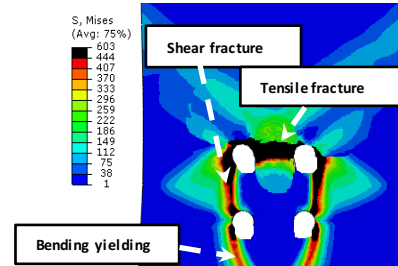 S, Mises
(Avg: 75%)
603
444
407
370
333
296
259
222
186
149
112
75
38
1
Shear fracture
Tensile fracture
Bending yielding